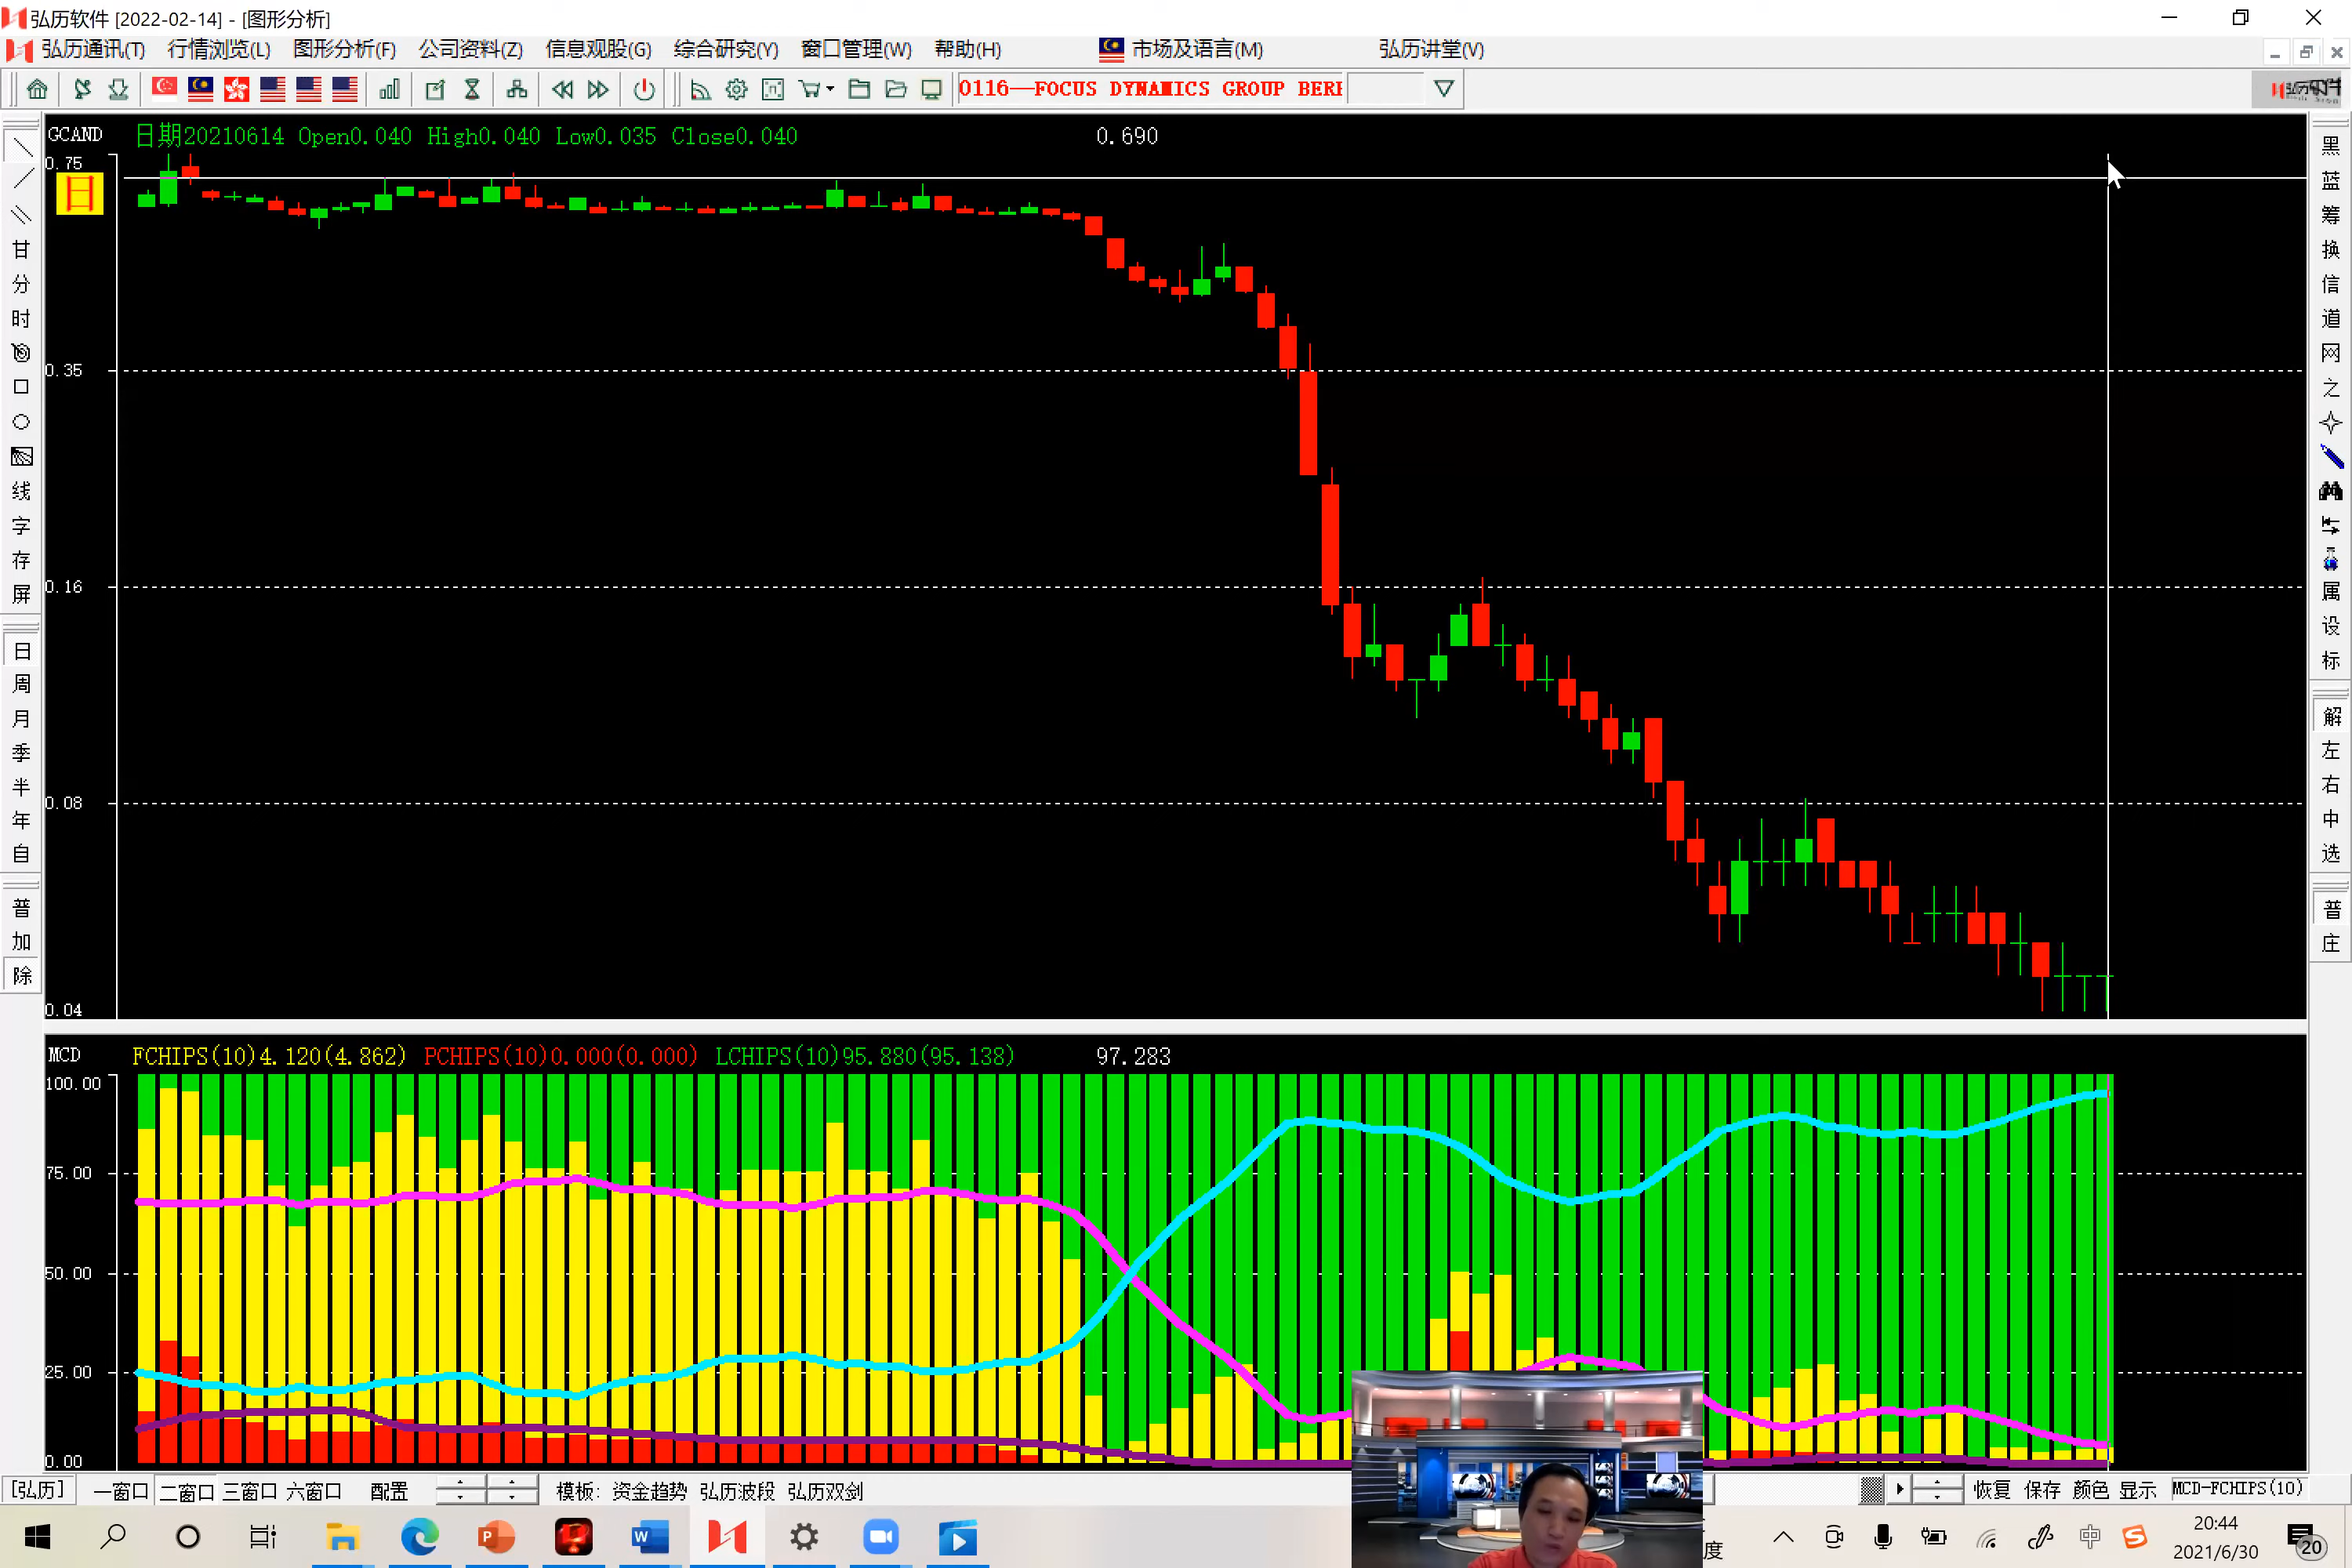 弘历软件 [2022-02-14] - [图形分析]
弘历通讯(T) 行情浏览(L) 图形分析(F) 公司资料(Z) 信息观股(G) 综合研究(Y) 窗口管理(W) 帮助(H) 市场及语言(M) 弘历讲堂(V)
0116——FOCUS DYNAMICS GROUP BERH
GCAND 日期20210614 Open0.040 High0.040 Low0.035 Close0.040 0.690
0.75
日
0.35
0.16
0.08
0.04
甘
分
时
线
字
存
屏
日
周
月
季
半
年
自
普
加
除
黑
蓝
筹
换
信
道
网
之
属
设
标
解
左
右
中
选
普
庄
MCD FCHIPS(10)4.120(4.862) PCHIPS(10)0.000(0.000) LCHIPS(10)95.880(95.138) 97.283
100.00
75.00
50.00
25.00
0.00
[弘历] 一窗口 二窗口 三窗口 六窗口 配置 模板: 资金趋势 弘历波段 弘历双剑 恢复 保存 颜色 显示 MCD-FCHIPS(10)
度 中 20:44
2021/6/30
20